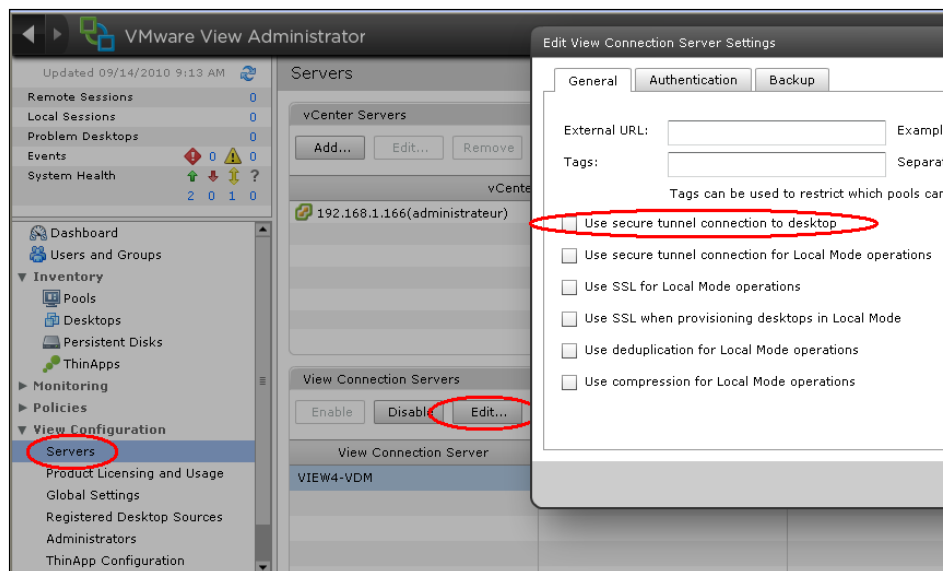 VMware View Administrator
Updated 09/14/2010 9:13 AM
Remote Sessions 0
Local Sessions 0
Problem Desktops 0
Events 0 0
System Health ?
2 0 1 0
Dashboard
Users and Groups
Inventory
Pools
Desktops
Persistent Disks
ThinApps
Monitoring
Policies
View Configuration
Servers
Product Licensing and Usage
Global Settings
Registered Desktop Sources
Administrators
ThinApp Configuration
Servers
vCenter Servers
Add... Edit... Remove
vCente
192.168.1.166(administrateur)
View Connection Servers
Enable Disable Edit...
View Connection Server
VIEW4-VDM
Edit View Connection Server Settings
General Authentication Backup
External URL: Exampl
Tags: Separa
Tags can be used to restrict which pools can
Use secure tunnel connection to desktop
Use secure tunnel connection for Local Mode operations
Use SSL for Local Mode operations
Use SSL when provisioning desktops in Local Mode
Use deduplication for Local Mode operations
Use compression for Local Mode operations